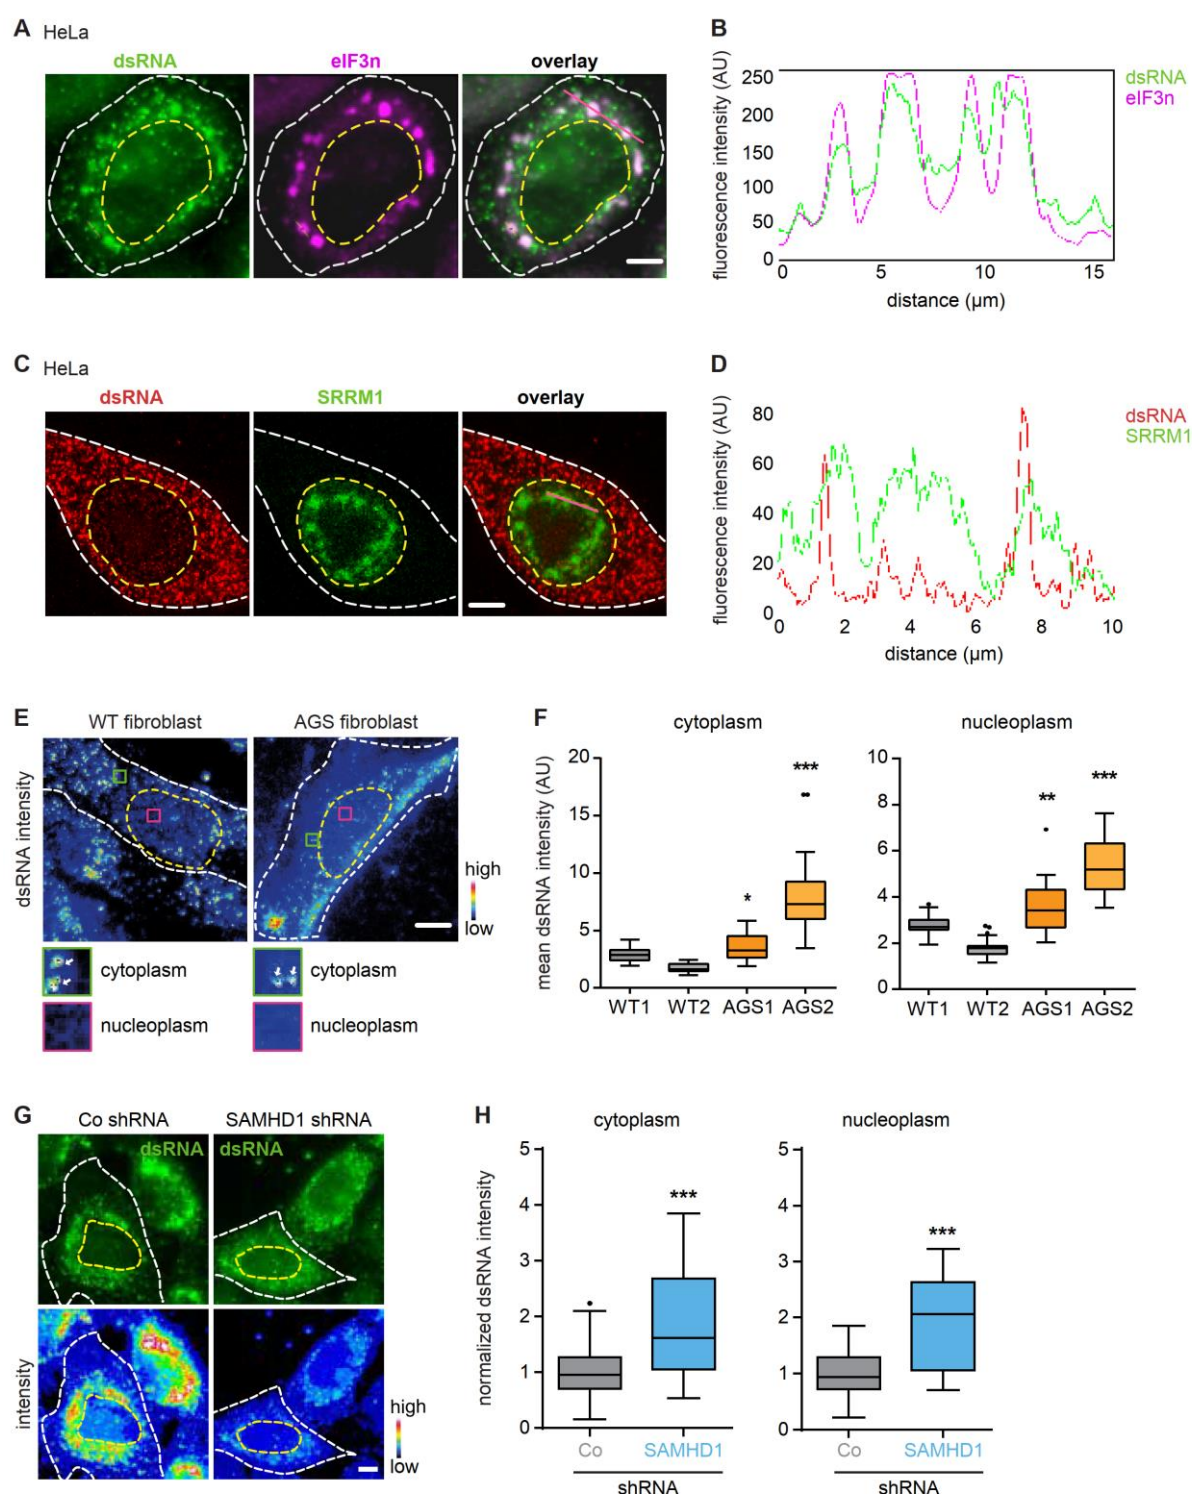 A HeLa
dsRNA
eIF3n
overlay
B
fluorescence intensity (AU)
250
200
150
100
50
0
0 5 10 15
distance (µm)
dsRNA
eIF3n
C HeLa
dsRNA
SRRM1
overlay
D
fluorescence intensity (AU)
80
60
40
20
0
0 2 4 6 8 10
distance (µm)
dsRNA
SRRM1
E
WT fibroblast
AGS fibroblast
dsRNA intensity
high
low
cytoplasm
cytoplasm
nucleoplasm
nucleoplasm
F
cytoplasm
mean dsRNA intensity (AU)
20
15
10
5
0
*
***
WT1 WT2 AGS1 AGS2
nucleoplasm
10
8
6
4
2
0
**
***
WT1 WT2 AGS1 AGS2
G
Co shRNA
SAMHD1 shRNA
dsRNA
dsRNA
intensity
high
low
H
cytoplasm
normalized dsRNA intensity
5
4
3
2
1
0
***
Co SAMHD1
shRNA
nucleoplasm
5
4
3
2
1
0
***
Co SAMHD1
shRNA